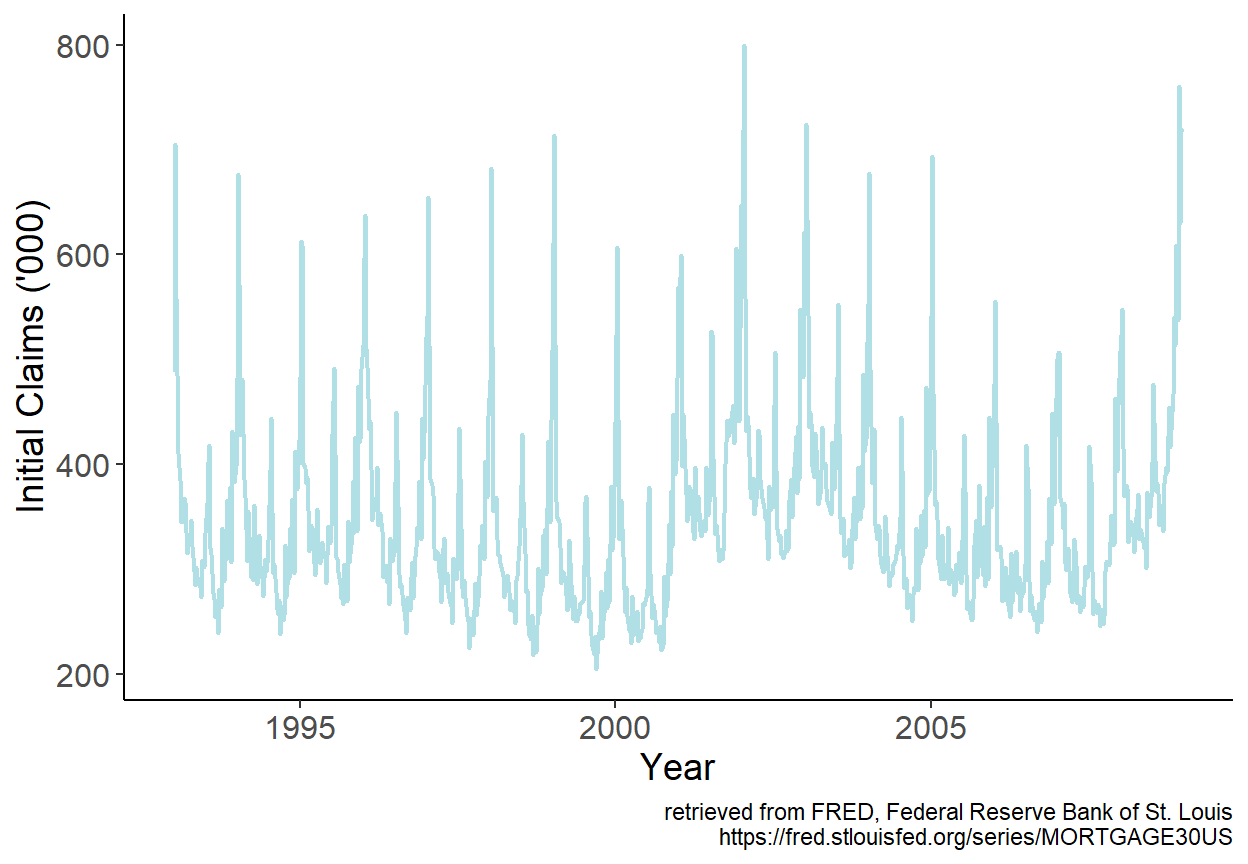 800
600
400
200
Initial Claims ('000)
1995 2000 2005
Year
retrieved from FRED, Federal Reserve Bank of St. Louis
https://fred.stlouisfed.org/series/MORTGAGE30US